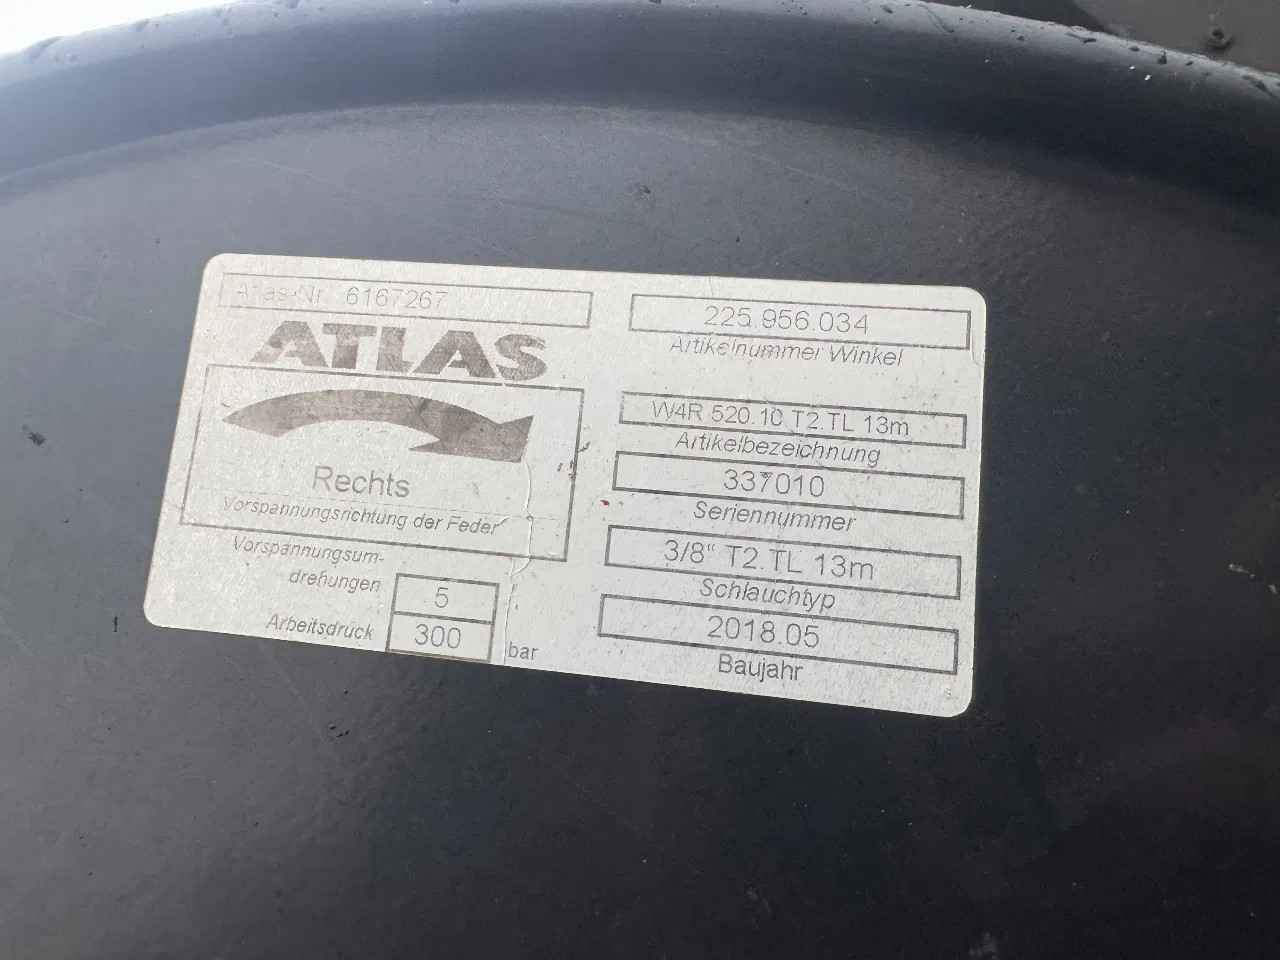 Atlas-Nr. 6167267
ATLAS
Rechts
Vorspannungsrichtung der Feder
Vorspannungsum-
drehungen 5
Arbeitsdruck 300 bar
225.956.034
Artikelnummer Winkel
W4R 520.10 T2.TL 13m
Artikelbezeichnung
337010
Seriennummer
3/8“ T2.TL 13m
Schlauchtyp
2018.05
Baujahr